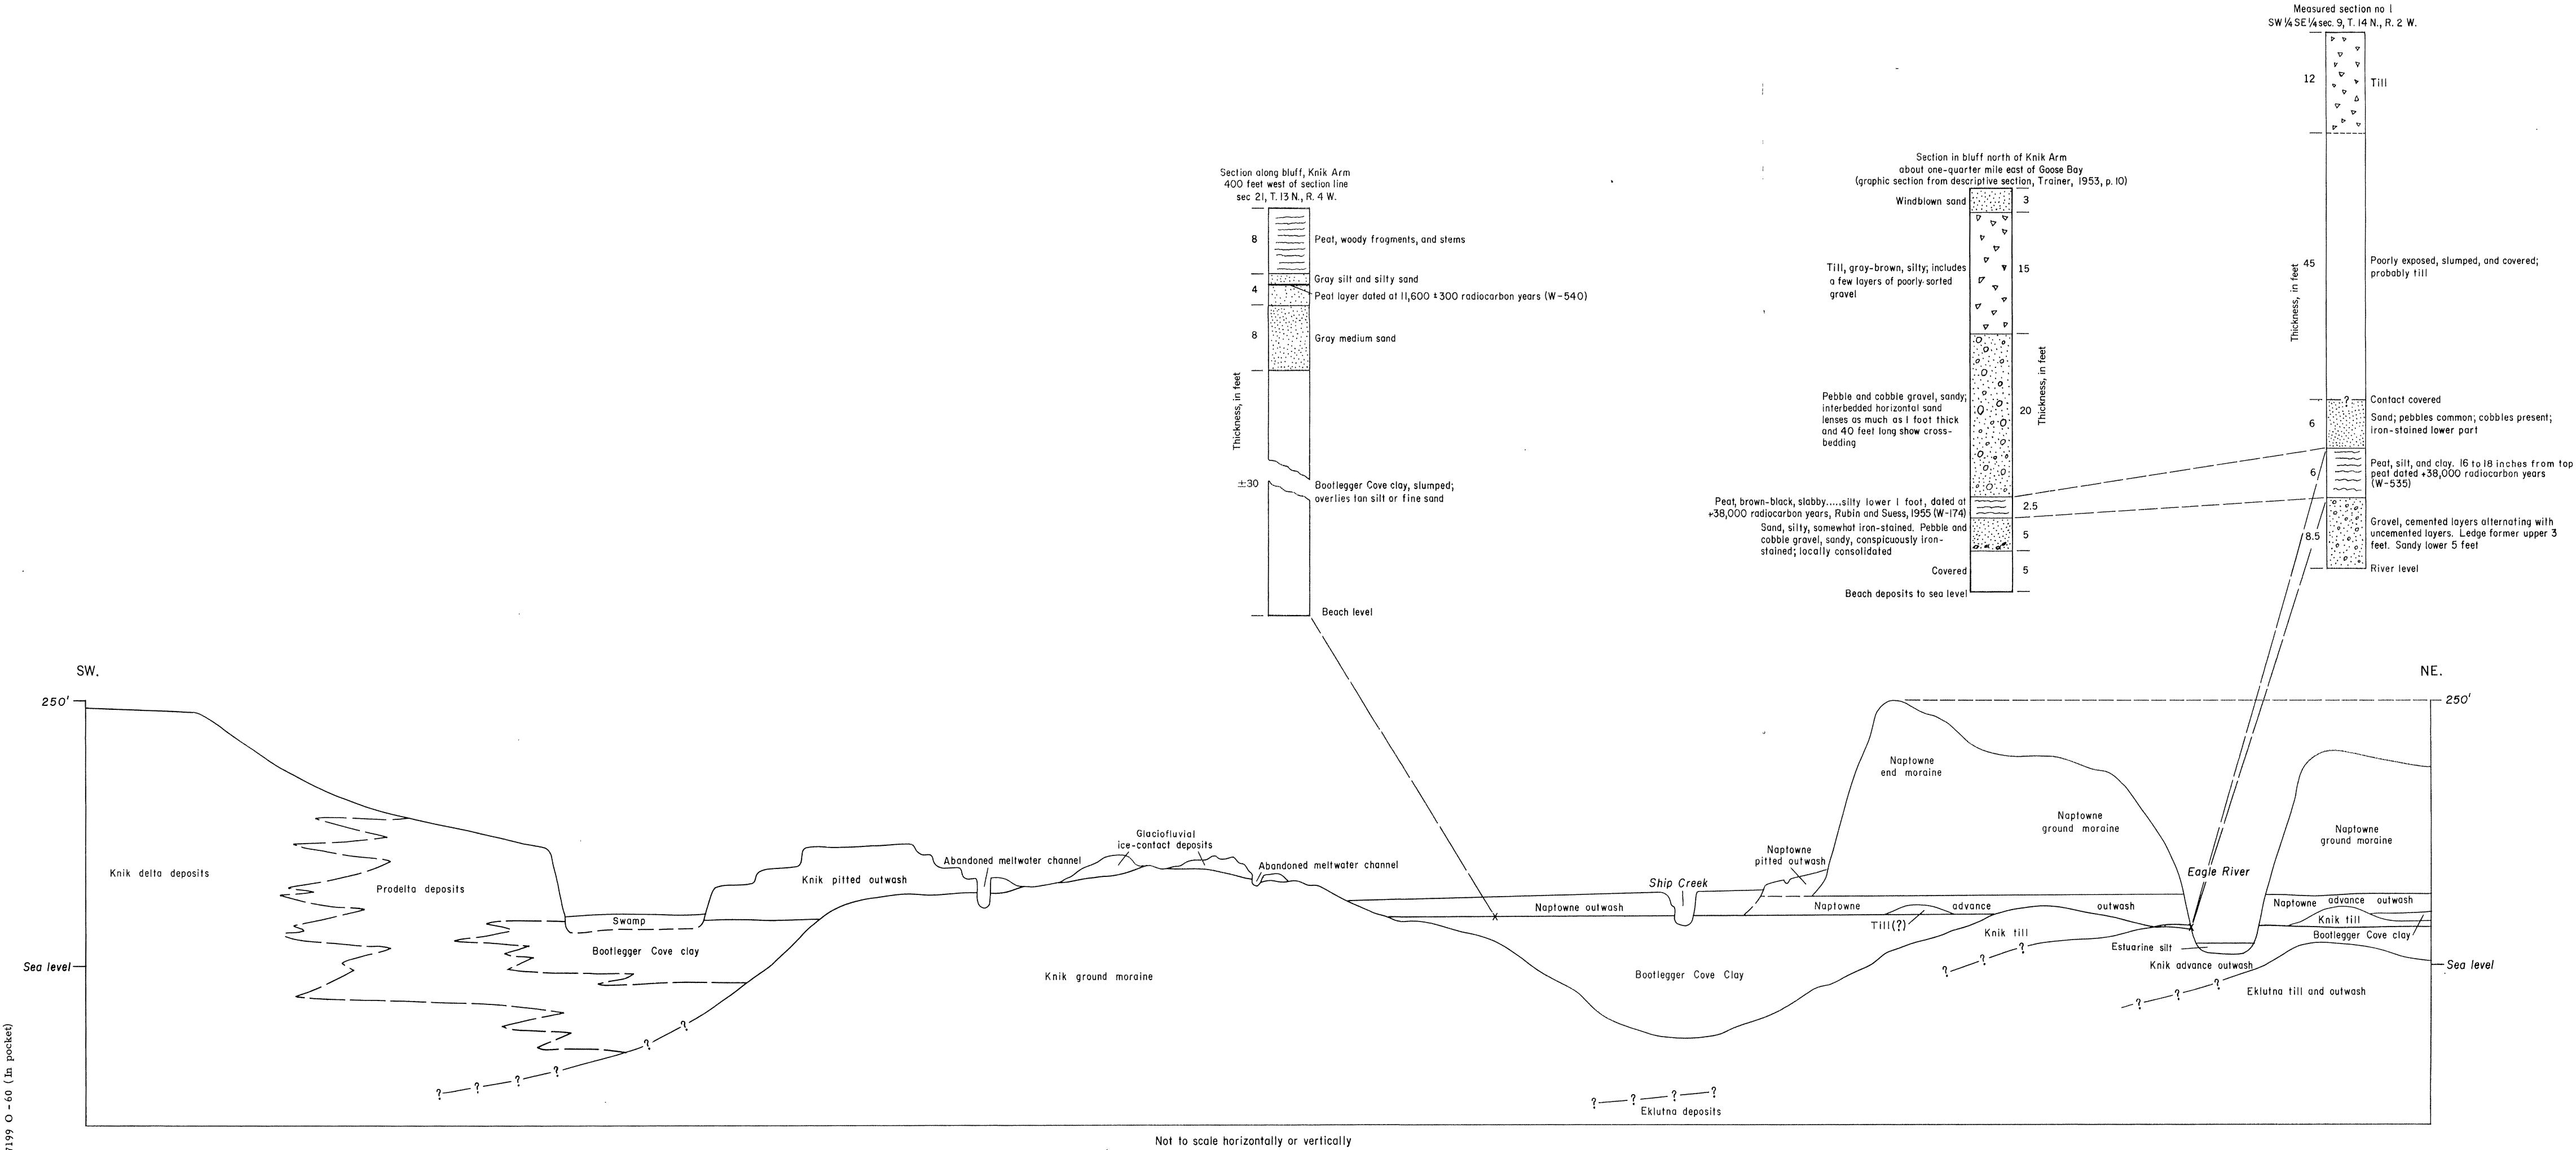 Measured section no 1
SW ¼ SE ¼ sec. 9, T. 14 N., R. 2 W.
12
Till
45
Thickness, in feet
Poorly exposed, slumped, and covered;
probably till
?
Contact covered
6
Sand; pebbles common; cobbles present;
iron-stained lower part
6
Peat, silt, and clay. 16 to 18 inches from top
peat dated +38,000 radiocarbon years
(W-535)
8.5
Gravel, cemented layers alternating with
uncemented layers. Ledge former upper 3
feet. Sandy lower 5 feet
River level
Section in bluff north of Knik Arm
about one-quarter mile east of Goose Bay
(graphic section from descriptive section, Trainer, 1953, p. 10)
Windblown sand
3
Till, gray-brown, silty; includes
a few layers of poorly-sorted
gravel
15
Pebble and cobble gravel, sandy;
interbedded horizontal sand
lenses as much as 1 foot thick
and 40 feet long show cross-
bedding
20
Thickness, in feet
Peat, brown-black, slabby.....silty lower 1 foot, dated at
+38,000 radiocarbon years, Rubin and Suess, 1955 (W-174)
2.5
Sand, silty, somewhat iron-stained. Pebble and
cobble gravel, sandy, conspicuously iron-
stained; locally consolidated
5
Covered
5
Beach deposits to sea level
Section along bluff, Knik Arm
400 feet west of section line
sec 21, T. 13 N., R. 4 W.
8
Peat, woody frogments, and stems
Gray silt and silty sand
4
Peat layer dated at 11,600 ±300 radiocarbon years (W-540)
8
Gray medium sand
Thickness, in feet
±30
Bootlegger Cove clay, slumped;
overlies tan silt or fine sand
Beach level
SW.
NE.
250'
250'
Naptowne
end moraine
Naptowne
ground moraine
Naptowne
ground moraine
Glaciofluvial
ice-contact deposits
Abandoned meltwater channel
Abandoned meltwater channel
Naptowne
pitted outwash
Knik delta deposits
Prodelta deposits
Knik pitted outwash
Ship Creek
Eagle River
Naptowne outwash
Naptowne advance outwash
Naptowne advance outwash
Swamp
Till(?)
Knik till
Knik till
Bootlegger Cove clay
Bootlegger Cove clay
Estuarine silt
Sea level
Sea level
Knik ground moraine
Bootlegger Cove Clay
? ? ?
Knik advance outwash
? ? ?
Eklutna till and outwash
? ? ? ? ? ?
? ? ? ?
Eklutna deposits
Not to scale horizontally or vertically
7199 O - 60 (In pocket)